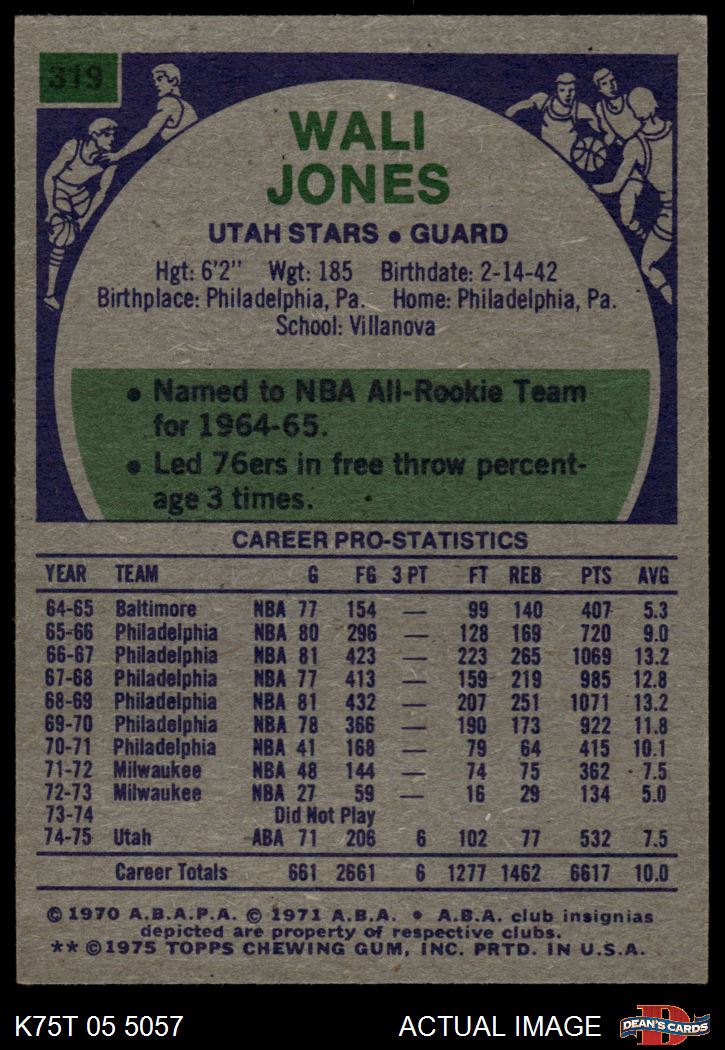 319
WALI
JONES
UTAH STARS • GUARD
Hgt: 6'2" Wgt: 185 Birthdate: 2-14-42
Birthplace: Philadelphia, Pa. Home: Philadelphia, Pa.
School: Villanova
• Named to NBA All-Rookie Team
for 1964-65.
• Led 76ers in free throw percent-
age 3 times.
CAREER PRO-STATISTICS
YEAR TEAM G FG 3 PT FT REB PTS AVG
64-65 Baltimore NBA 77 154 — 99 140 407 5.3
65-66 Philadelphia NBA 80 296 — 128 169 720 9.0
66-67 Philadelphia NBA 81 423 — 223 265 1069 13.2
67-68 Philadelphia NBA 77 413 — 159 219 985 12.8
68-69 Philadelphia NBA 81 432 — 207 251 1071 13.2
69-70 Philadelphia NBA 78 366 — 190 173 922 11.8
70-71 Philadelphia NBA 41 168 — 79 64 415 10.1
71-72 Milwaukee NBA 48 144 — 74 75 362 7.5
72-73 Milwaukee NBA 27 59 — 16 29 134 5.0
73-74 Did Not Play
74-75 Utah ABA 71 206 6 102 77 532 7.5
Career Totals 661 2661 6 1277 1462 6617 10.0
© 1970 A.B.A.P.A. © 1971 A.B.A. • A.B.A. club insignias
depicted are property of respective clubs.
** ©1975 TOPPS CHEWING GUM, INC. PRTD. IN U.S.A.
K75T 05 5057 ACTUAL IMAGE D DEAN'S CARDS